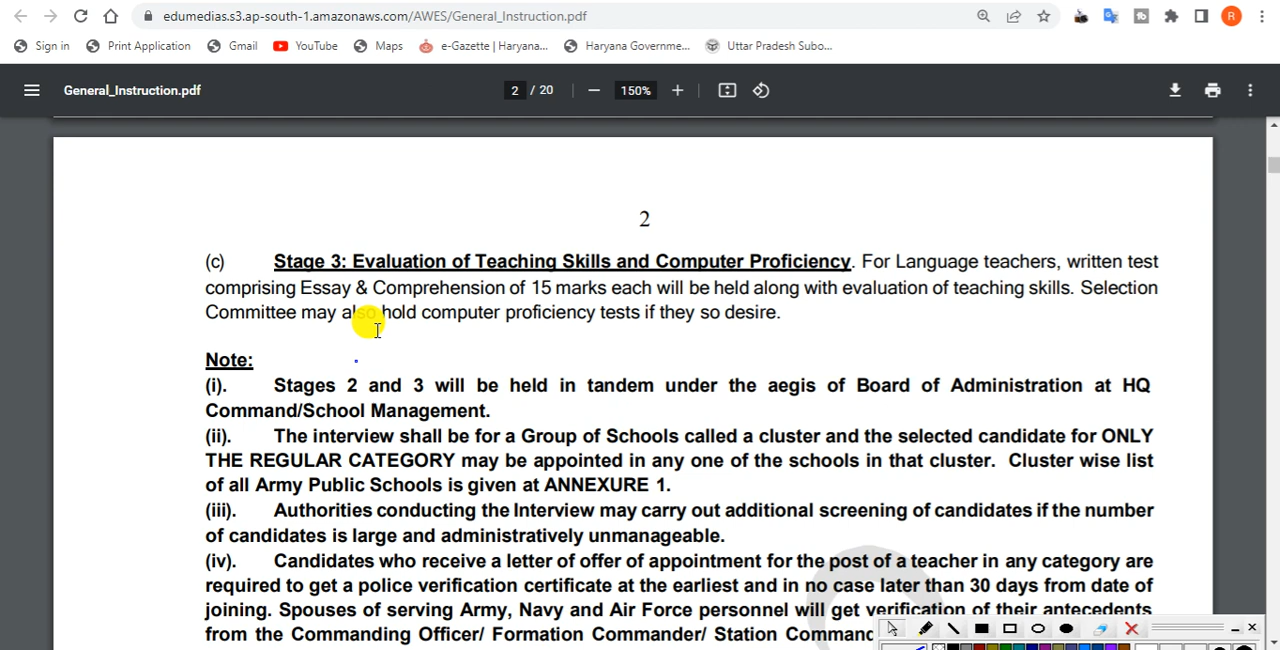 edumedias.s3.ap-south-1.amazonaws.com/AWES/General_Instruction.pdf
R
Sign in Print Application Gmail YouTube Maps e-Gazette | Haryana... Haryana Governme... Uttar Pradesh Subo...
General_Instruction.pdf 2 / 20 150%
2
(c) Stage 3: Evaluation of Teaching Skills and Computer Proficiency. For Language teachers, written test
comprising Essay & Comprehension of 15 marks each will be held along with evaluation of teaching skills. Selection
Committee may also hold computer proficiency tests if they so desire.
Note:
(i). Stages 2 and 3 will be held in tandem under the aegis of Board of Administration at HQ
Command/School Management.
(ii). The interview shall be for a Group of Schools called a cluster and the selected candidate for ONLY
THE REGULAR CATEGORY may be appointed in any one of the schools in that cluster. Cluster wise list
of all Army Public Schools is given at ANNEXURE 1.
(iii). Authorities conducting the Interview may carry out additional screening of candidates if the number
of candidates is large and administratively unmanageable.
(iv). Candidates who receive a letter of offer of appointment for the post of a teacher in any category are
required to get a police verification certificate at the earliest and in no case later than 30 days from date of
joining. Spouses of serving Army, Navy and Air Force personnel will get verification of their antecedents
from the Commanding Officer/ Formation Commander/ Station